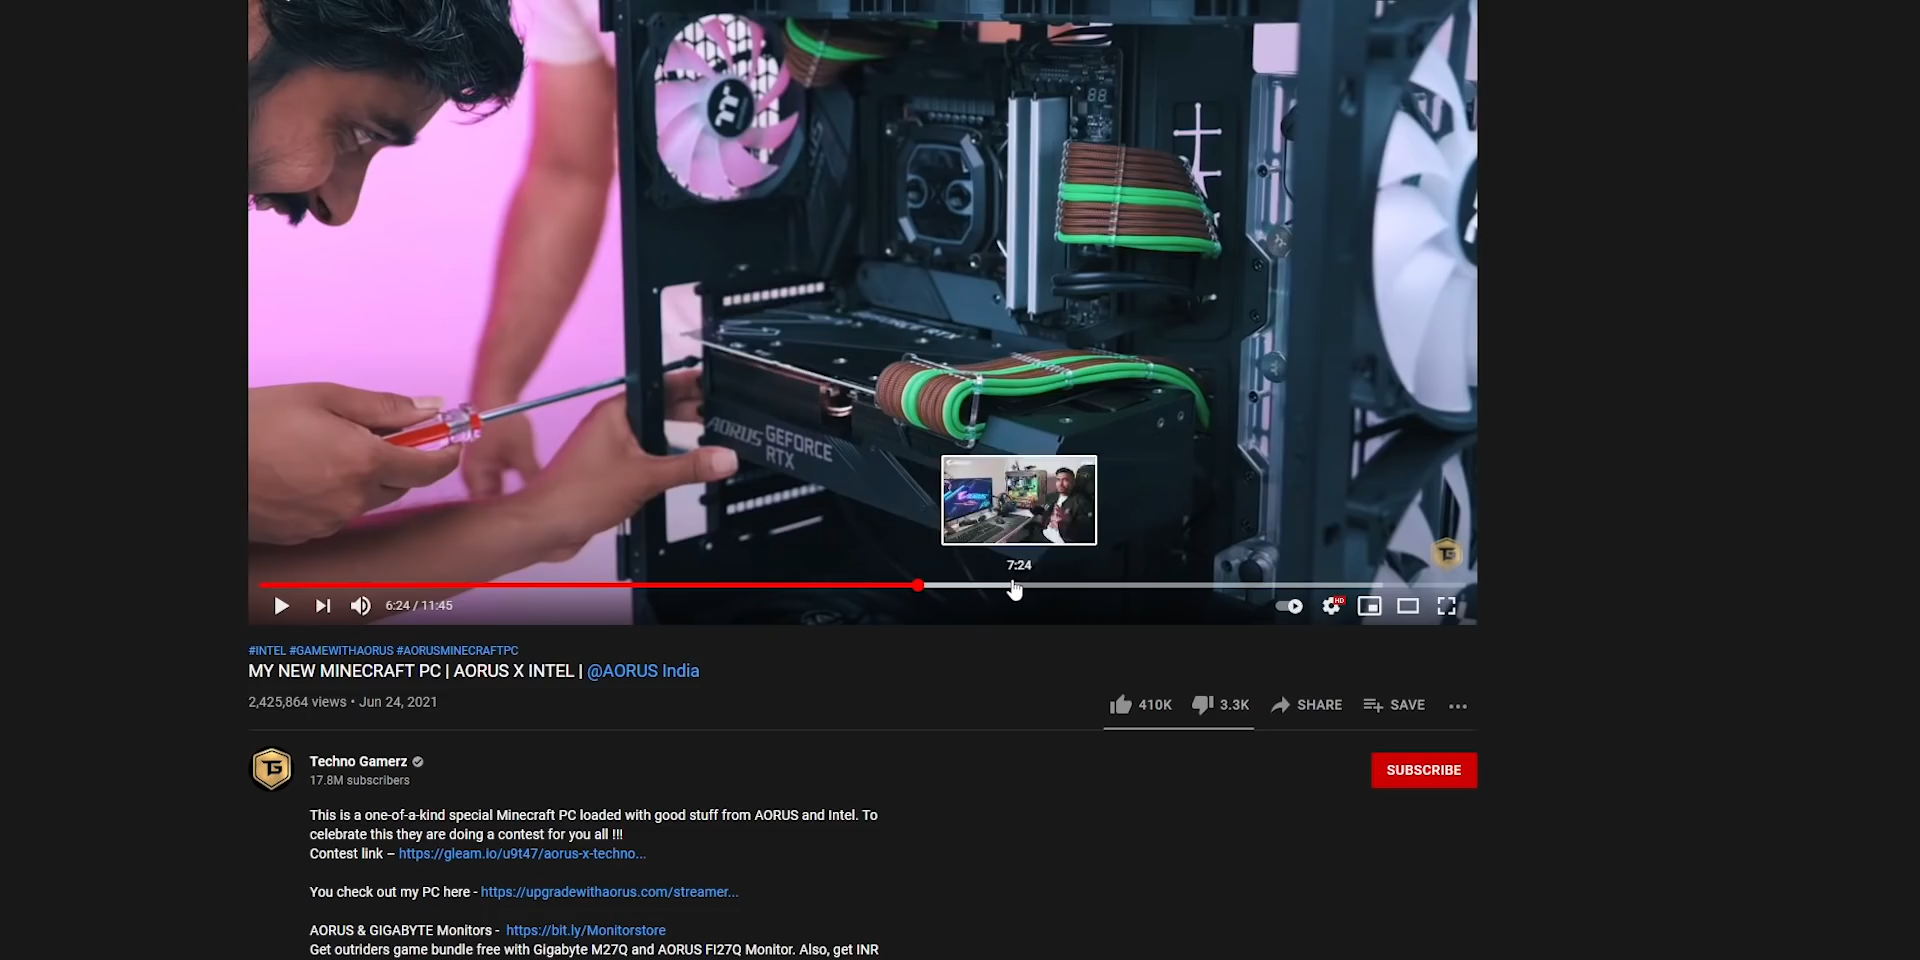 88
GEFORCE RTX
AORUS GEFORCE
RTX
7:24
6:24 / 11:45
HD
#INTEL #GAMEWITHAORUS #AORUSMINECRAFTPC
MY NEW MINECRAFT PC | AORUS X INTEL | @AORUS India
2,425,864 views • Jun 24, 2021
410K 3.3K SHARE SAVE
TG
Techno Gamerz
17.8M subscribers
SUBSCRIBE
This is a one-of-a-kind special Minecraft PC loaded with good stuff from AORUS and Intel. To
celebrate this they are doing a contest for you all !!!
Contest link – https://gleam.io/u9t47/aorus-x-techno...
You check out my PC here - https://upgradewithaorus.com/streamer...
AORUS & GIGABYTE Monitors - https://bit.ly/Monitorstore
Get outriders game bundle free with Gigabyte M27Q and AORUS FI27Q Monitor. Also, get INR